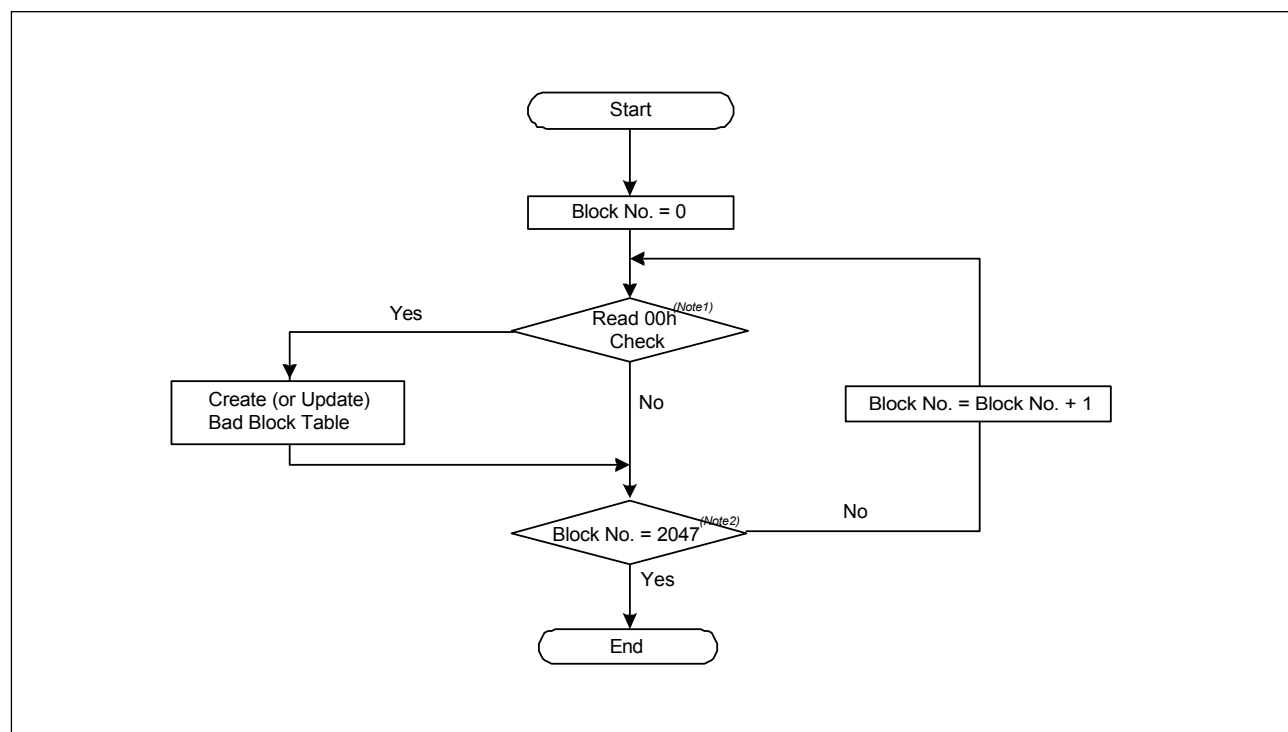 Start
Block No. = 0
(Note1)
Yes
Read 00h
Check
Create (or Update)
Bad Block Table
No
Block No. = Block No. + 1
(Note2)
Block No. = 2047
No
Yes
End